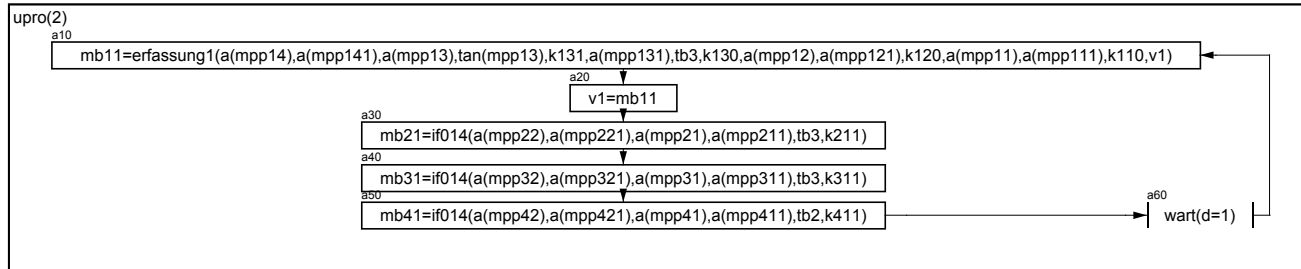 upro(2)
a10
mb11=erfassung1(a(mpp14),a(mpp141),a(mpp13),tan(mpp13),k131,a(mpp131),tb3,k130,a(mpp12),a(mpp121),k120,a(mpp11),a(mpp111),k110,v1)
a20
v1=mb11
a30
mb21=if014(a(mpp22),a(mpp221),a(mpp21),a(mpp211),tb3,k211)
a40
mb31=if014(a(mpp32),a(mpp321),a(mpp31),a(mpp311),tb3,k311)
a50
mb41=if014(a(mpp42),a(mpp421),a(mpp41),a(mpp411),tb2,k411)
a60
wart(d=1)